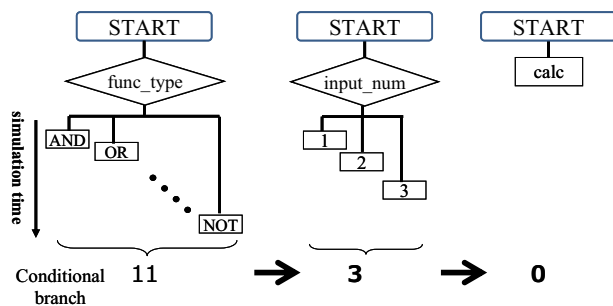 START
START
START
func_type
input_num
calc
simulation time
AND
OR
NOT
1
2
3
Conditional
branch
11
3
0